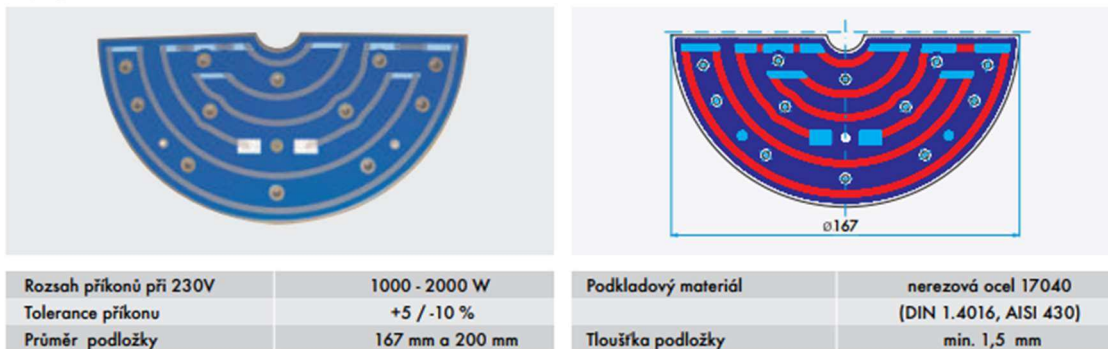 ø167
Rozsah příkonů při 230V 1000 - 2000 W
Tolerance příkonu +5 / -10 %
Průměr podložky 167 mm a 200 mm
Podkladový materiál nerezová ocel 17040
(DIN 1.4016, AISI 430)
Tloušťka podložky min. 1,5 mm